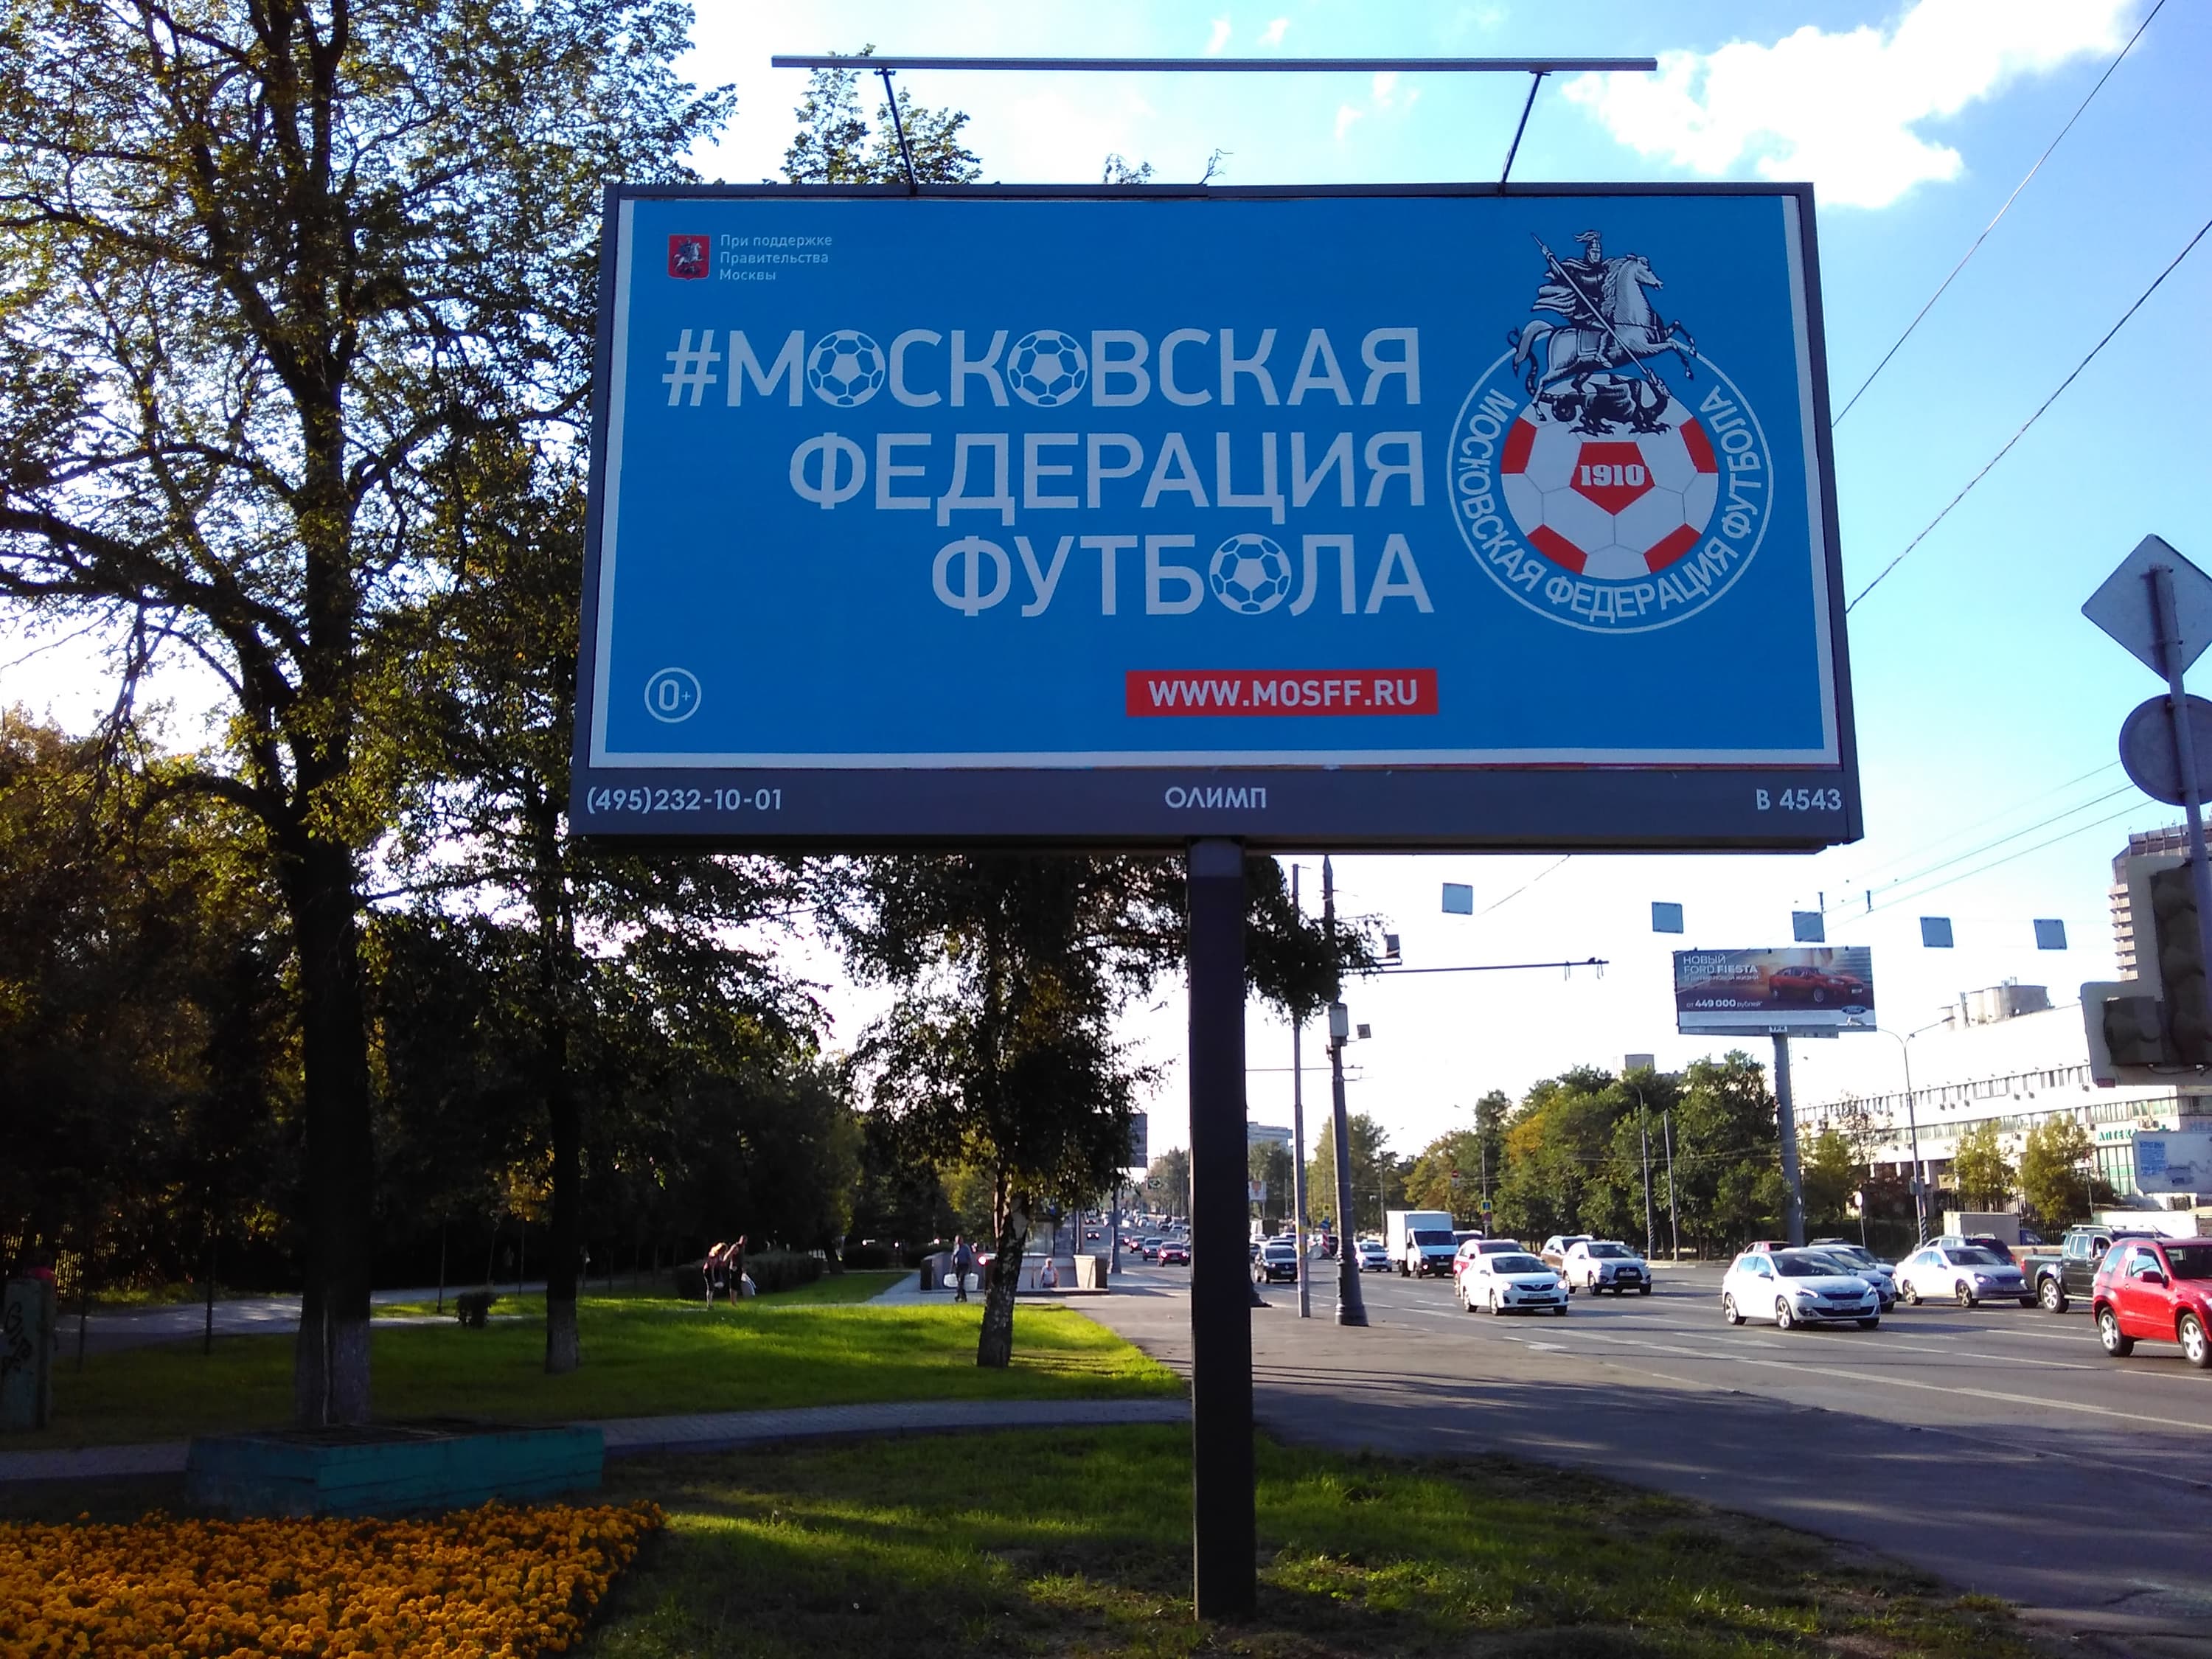 При поддержке
Правительства
Москвы
#МОСКОВСКАЯ
ФЕДЕРАЦИЯ
ФУТБОЛА
1910
МОСКОВСКАЯ ФЕДЕРАЦИЯ ФУТБОЛА
0+
WWW.MOSFF.RU
(495)232-10-01
ОЛИМП
В 4543
НОВЫЙ
FORD FIESTA
от 449 000 рублей*
Ford